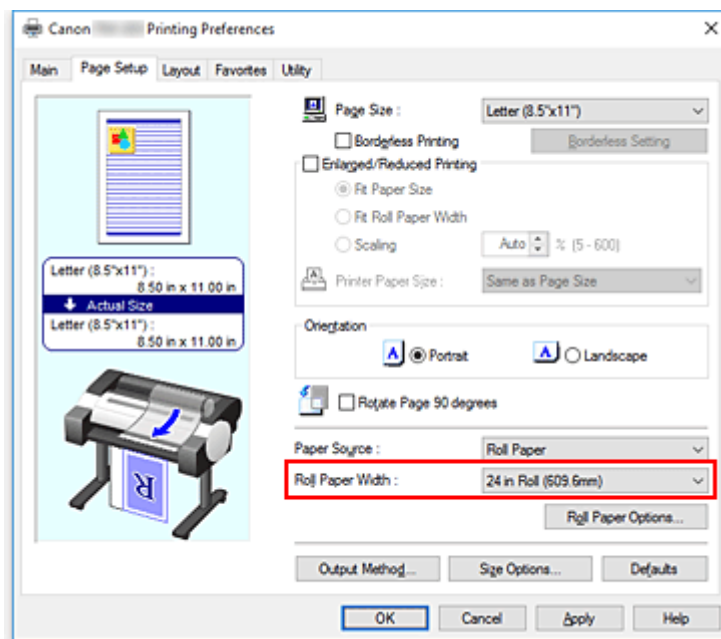 Canon Printing Preferences
Main Page Setup Layout Favorites Utility
Page Size : Letter (8.5"x11")
Borderless Printing Borderless Setting
Enlarged/Reduced Printing
Fit Paper Size
Fit Roll Paper Width
Scaling Auto % (5 - 600)
Printer Paper Size : Same as Page Size
Letter (8.5"x11") :
8.50 in x 11.00 in
Actual Size
Letter (8.5"x11") :
8.50 in x 11.00 in
Orientation
A Portrait A Landscape
Rotate Page 90 degrees
Paper Source : Roll Paper
Roll Paper Width : 24 in Roll (609.6mm)
Roll Paper Options...
R
Output Method... Size Options... Defaults
OK Cancel Apply Help